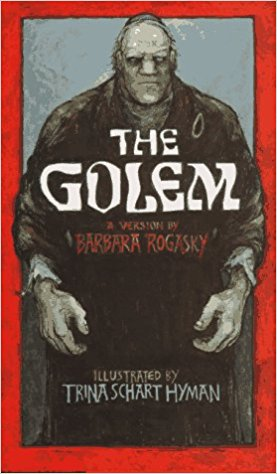 THE
GOLEM
A VERSION BY
BARBARA ROGASKY
ILLUSTRATED BY
TRINA SCHART HYMAN